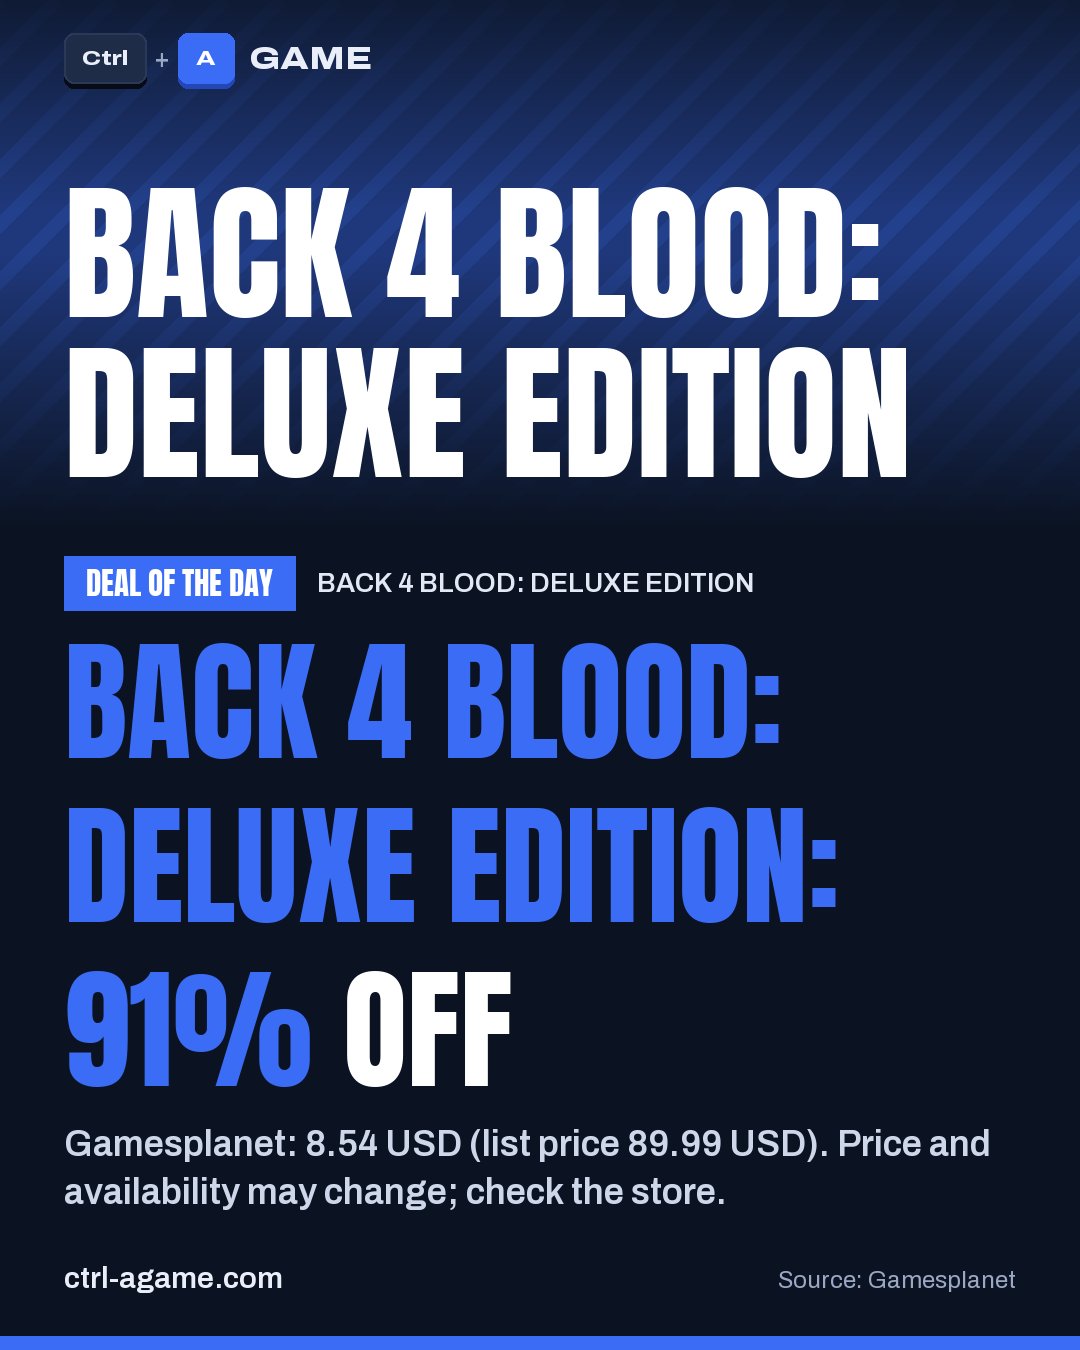 Ctrl + A GAME
BACK 4 BLOOD:
DELUXE EDITION
DEAL OF THE DAY BACK 4 BLOOD: DELUXE EDITION
BACK 4 BLOOD:
DELUXE EDITION:
91% OFF
Gamesplanet: 8.54 USD (list price 89.99 USD). Price and
availability may change; check the store.
ctrl-agame.com Source: Gamesplanet